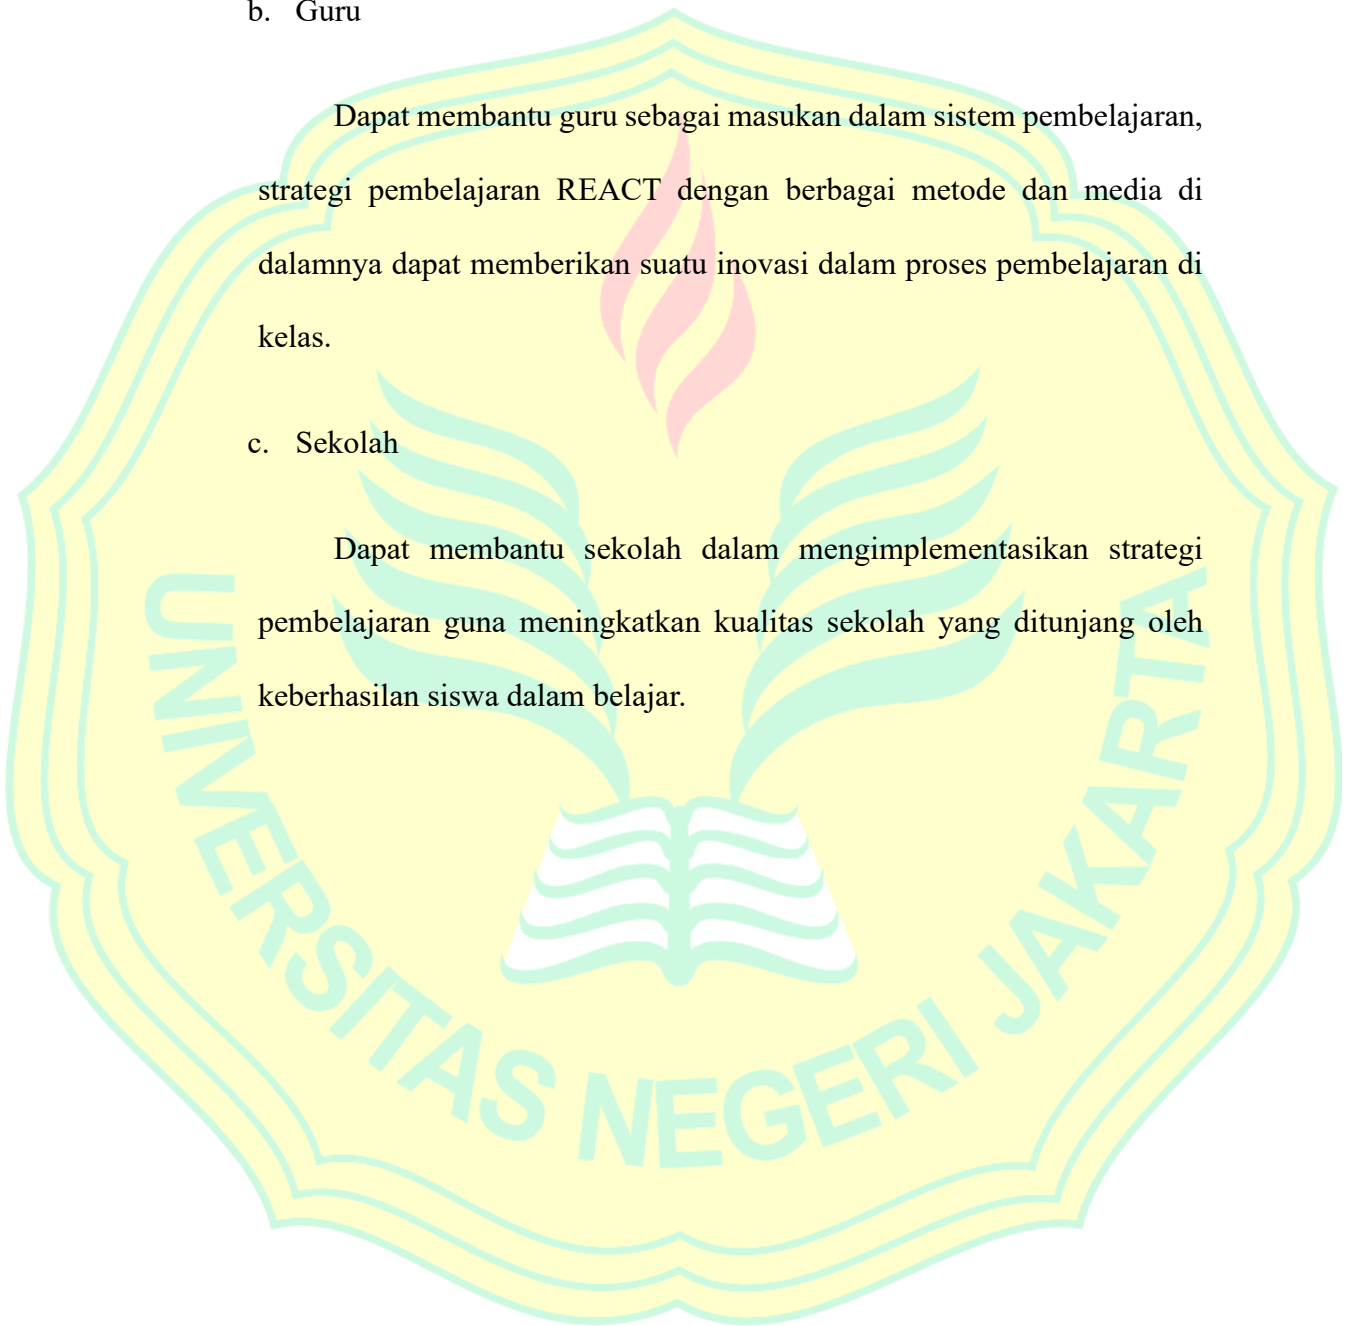 b. Guru
Dapat membantu guru sebagai masukan dalam sistem pembelajaran,
strategi pembelajaran REACT dengan berbagai metode dan media di
dalamnya dapat memberikan suatu inovasi dalam proses pembelajaran di
kelas.
c. Sekolah
Dapat membantu sekolah dalam mengimplementasikan strategi
pembelajaran guna meningkatkan kualitas sekolah yang ditunjang oleh
keberhasilan siswa dalam belajar.
UNIVERSITAS NEGERI JAKARTA